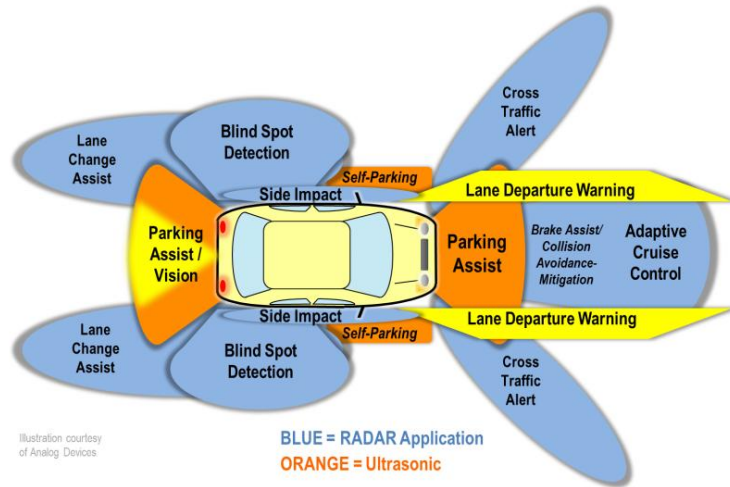 Cross
Traffic
Alert
Lane
Change
Assist
Blind Spot
Detection
Self-Parking
Side Impact
Lane Departure Warning
Parking
Assist /
Vision
Parking
Assist
Brake Assist/
Collision
Avoidance-
Mitigation
Adaptive
Cruise
Control
Side Impact
Self-Parking
Lane Departure Warning
Lane
Change
Assist
Blind Spot
Detection
Cross
Traffic
Alert
Illustration courtesy
of Analog Devices
BLUE = RADAR Application
ORANGE = Ultrasonic